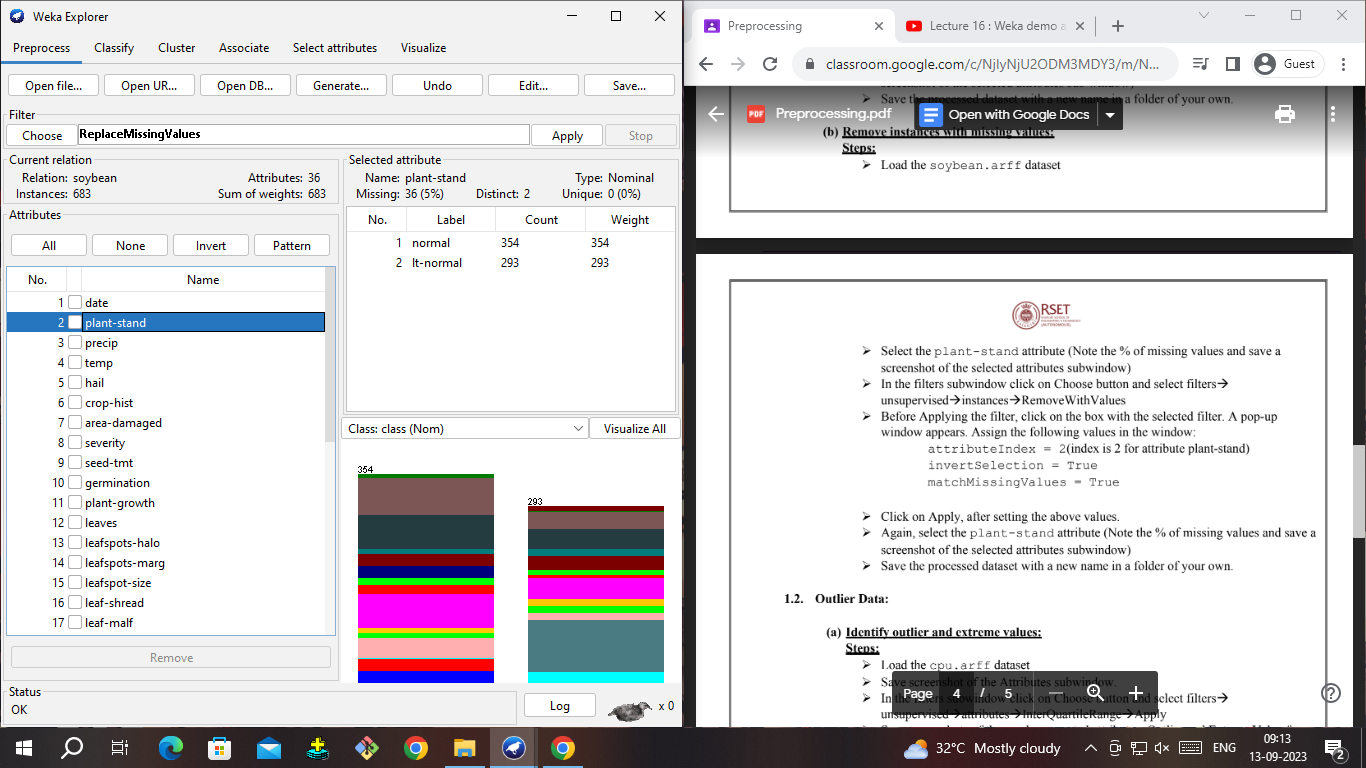 Weka Explorer
Preprocess Classify Cluster Associate Select attributes Visualize
Open file... Open UR... Open DB... Generate... Undo Edit... Save...
Filter
Choose ReplaceMissingValues Apply Stop
Current relation
Relation: soybean Attributes: 36
Instances: 683 Sum of weights: 683
Selected attribute
Name: plant-stand Type: Nominal
Missing: 36 (5%) Distinct: 2 Unique: 0 (0%)
No. Label Count Weight
1 normal 354 354
2 lt-normal 293 293
Attributes
All None Invert Pattern
No. Name
1 date
2 plant-stand
3 precip
4 temp
5 hail
6 crop-hist
7 area-damaged
8 severity
9 seed-tmt
10 germination
11 plant-growth
12 leaves
13 leafspots-halo
14 leafspots-marg
15 leafspot-size
16 leaf-shread
17 leaf-malf
Remove
Class: class (Nom) Visualize All
354
293
Status
OK
Log x 0
Preprocessing Lecture 16 : Weka demo a
classroom.google.com/c/NjIyNjU2ODM3MDY3/m/N... Guest
Save the processed dataset with a new name in a folder of your own.
PDF Preprocessing.pdf Open with Google Docs
(b) Remove instances with missing values:
Steps:
➢ Load the soybean.arff dataset
RSET
➢ Select the plant-stand attribute (Note the % of missing values and save a
screenshot of the selected attributes subwindow)
➢ In the filters subwindow click on Choose button and select filters→
unsupervised→instances→RemoveWithValues
➢ Before Applying the filter, click on the box with the selected filter. A pop-up
window appears. Assign the following values in the window:
attributeIndex = 2(index is 2 for attribute plant-stand)
invertSelection = True
matchMissingValues = True
➢ Click on Apply, after setting the above values.
➢ Again, select the plant-stand attribute (Note the % of missing values and save a
screenshot of the selected attributes subwindow)
➢ Save the processed dataset with a new name in a folder of your own.
1.2. Outlier Data:
(a) Identify outlier and extreme values:
Steps:
➢ Load the cpu.arff dataset
➢ Save screenshot of the Attributes subwindow.
➢ In the filters subwindow click on Choose button and select filters→
unsupervised→attributes→InterQuartileRange→Apply
Page 4 / 5
32°C Mostly cloudy ENG 09:13
13-09-2023
2